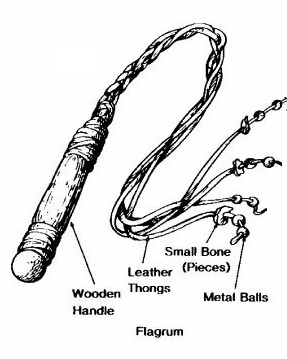 Small Bone
(Pieces)
Leather
Thongs
Wooden
Handle
Metal Balls
Flagrum